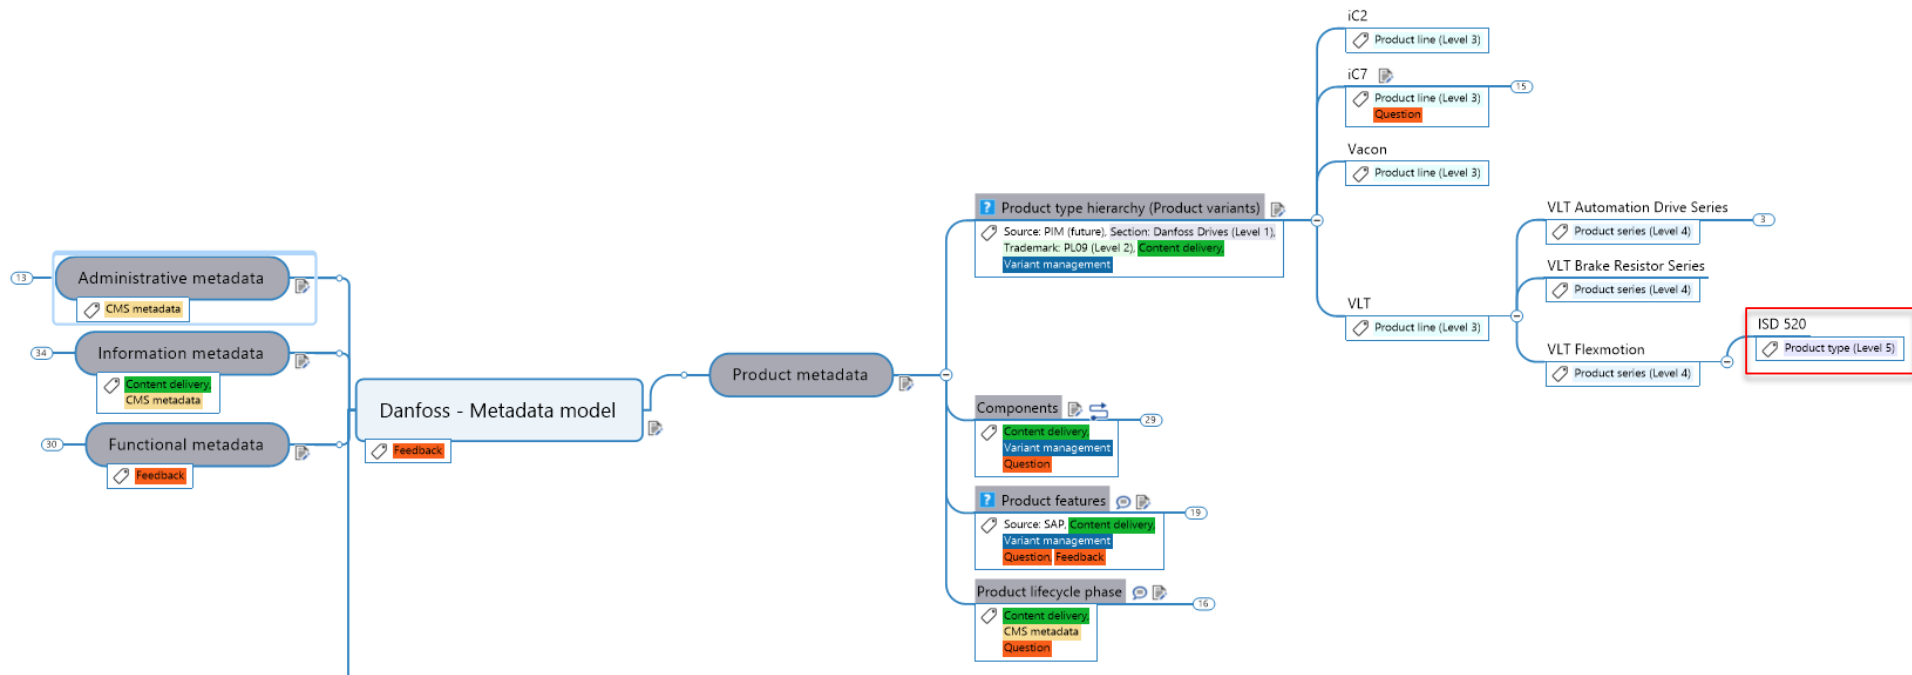 13
Administrative metadata
CMS metadata
34
Information metadata
Content delivery,
CMS metadata
30
Functional metadata
Feedback
Danfoss - Metadata model
Feedback
Product metadata
Product type hierarchy (Product variants)
Source: PIM (future), Section: Danfoss Drives (Level 1),
Trademark: PL09 (Level 2), Content delivery,
Variant management
iC2
Product line (Level 3)
iC7
15
Product line (Level 3)
Question
Vacon
Product line (Level 3)
VLT
Product line (Level 3)
VLT Automation Drive Series
3
Product series (Level 4)
VLT Brake Resistor Series
Product series (Level 4)
VLT Flexmotion
Product series (Level 4)
ISD 520
Product type (Level 5)
Components
29
Content delivery,
Variant management
Question
Product features
19
Source: SAP, Content delivery,
Variant management
Question Feedback
Product lifecycle phase
16
Content delivery,
CMS metadata
Question